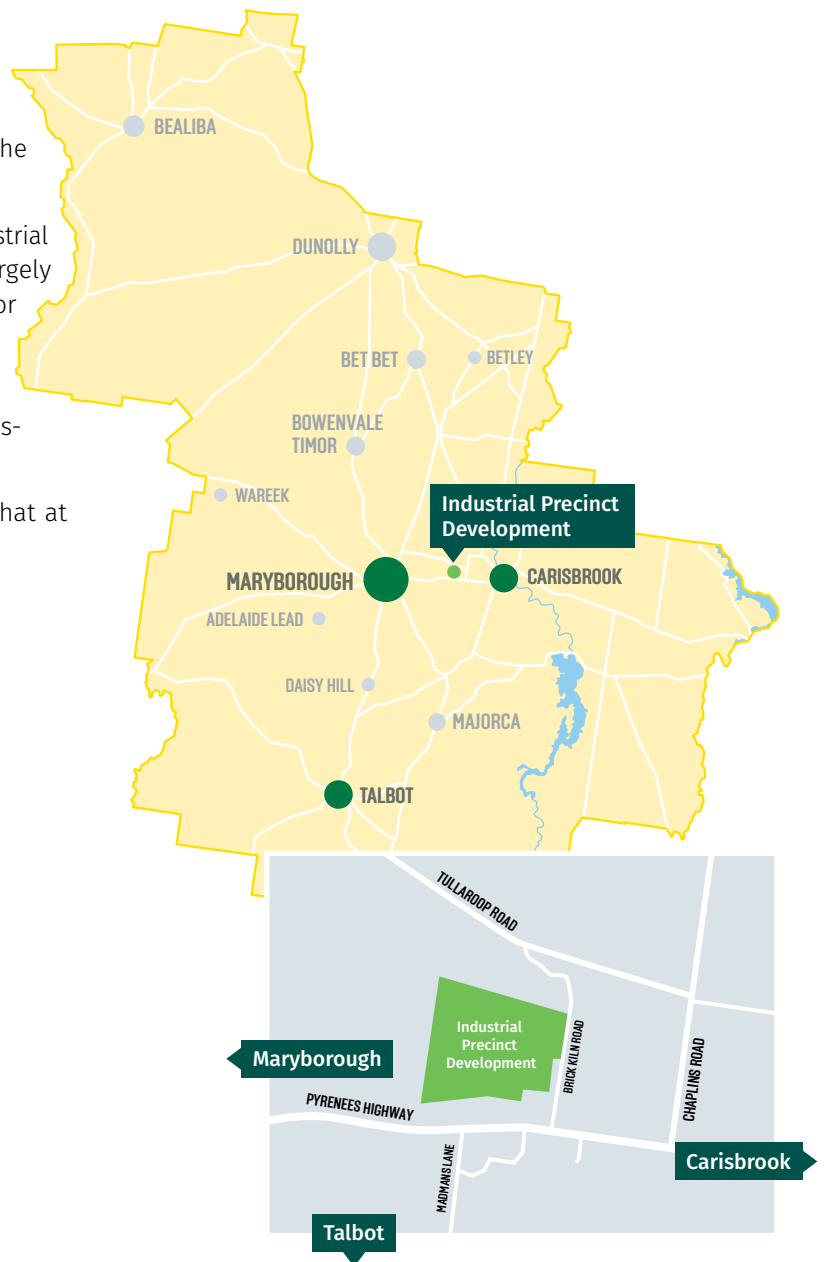 he
strial
rgely
or
s-
hat at
BEALIBA
DUNOLLY
BET BET
BETLEY
BOWENVALE
TIMOR
WAREEK
Industrial Precinct
Development
MARYBOROUGH
CARISBROOK
ADELAIDE LEAD
DAISY HILL
MAJORCA
TALBOT
TULLAROOP ROAD
Industrial
Precinct
Development
BRICK KILN ROAD
CHAPLINS ROAD
Maryborough
PYRENEES HIGHWAY
MADMANS LANE
Carisbrook
Talbot